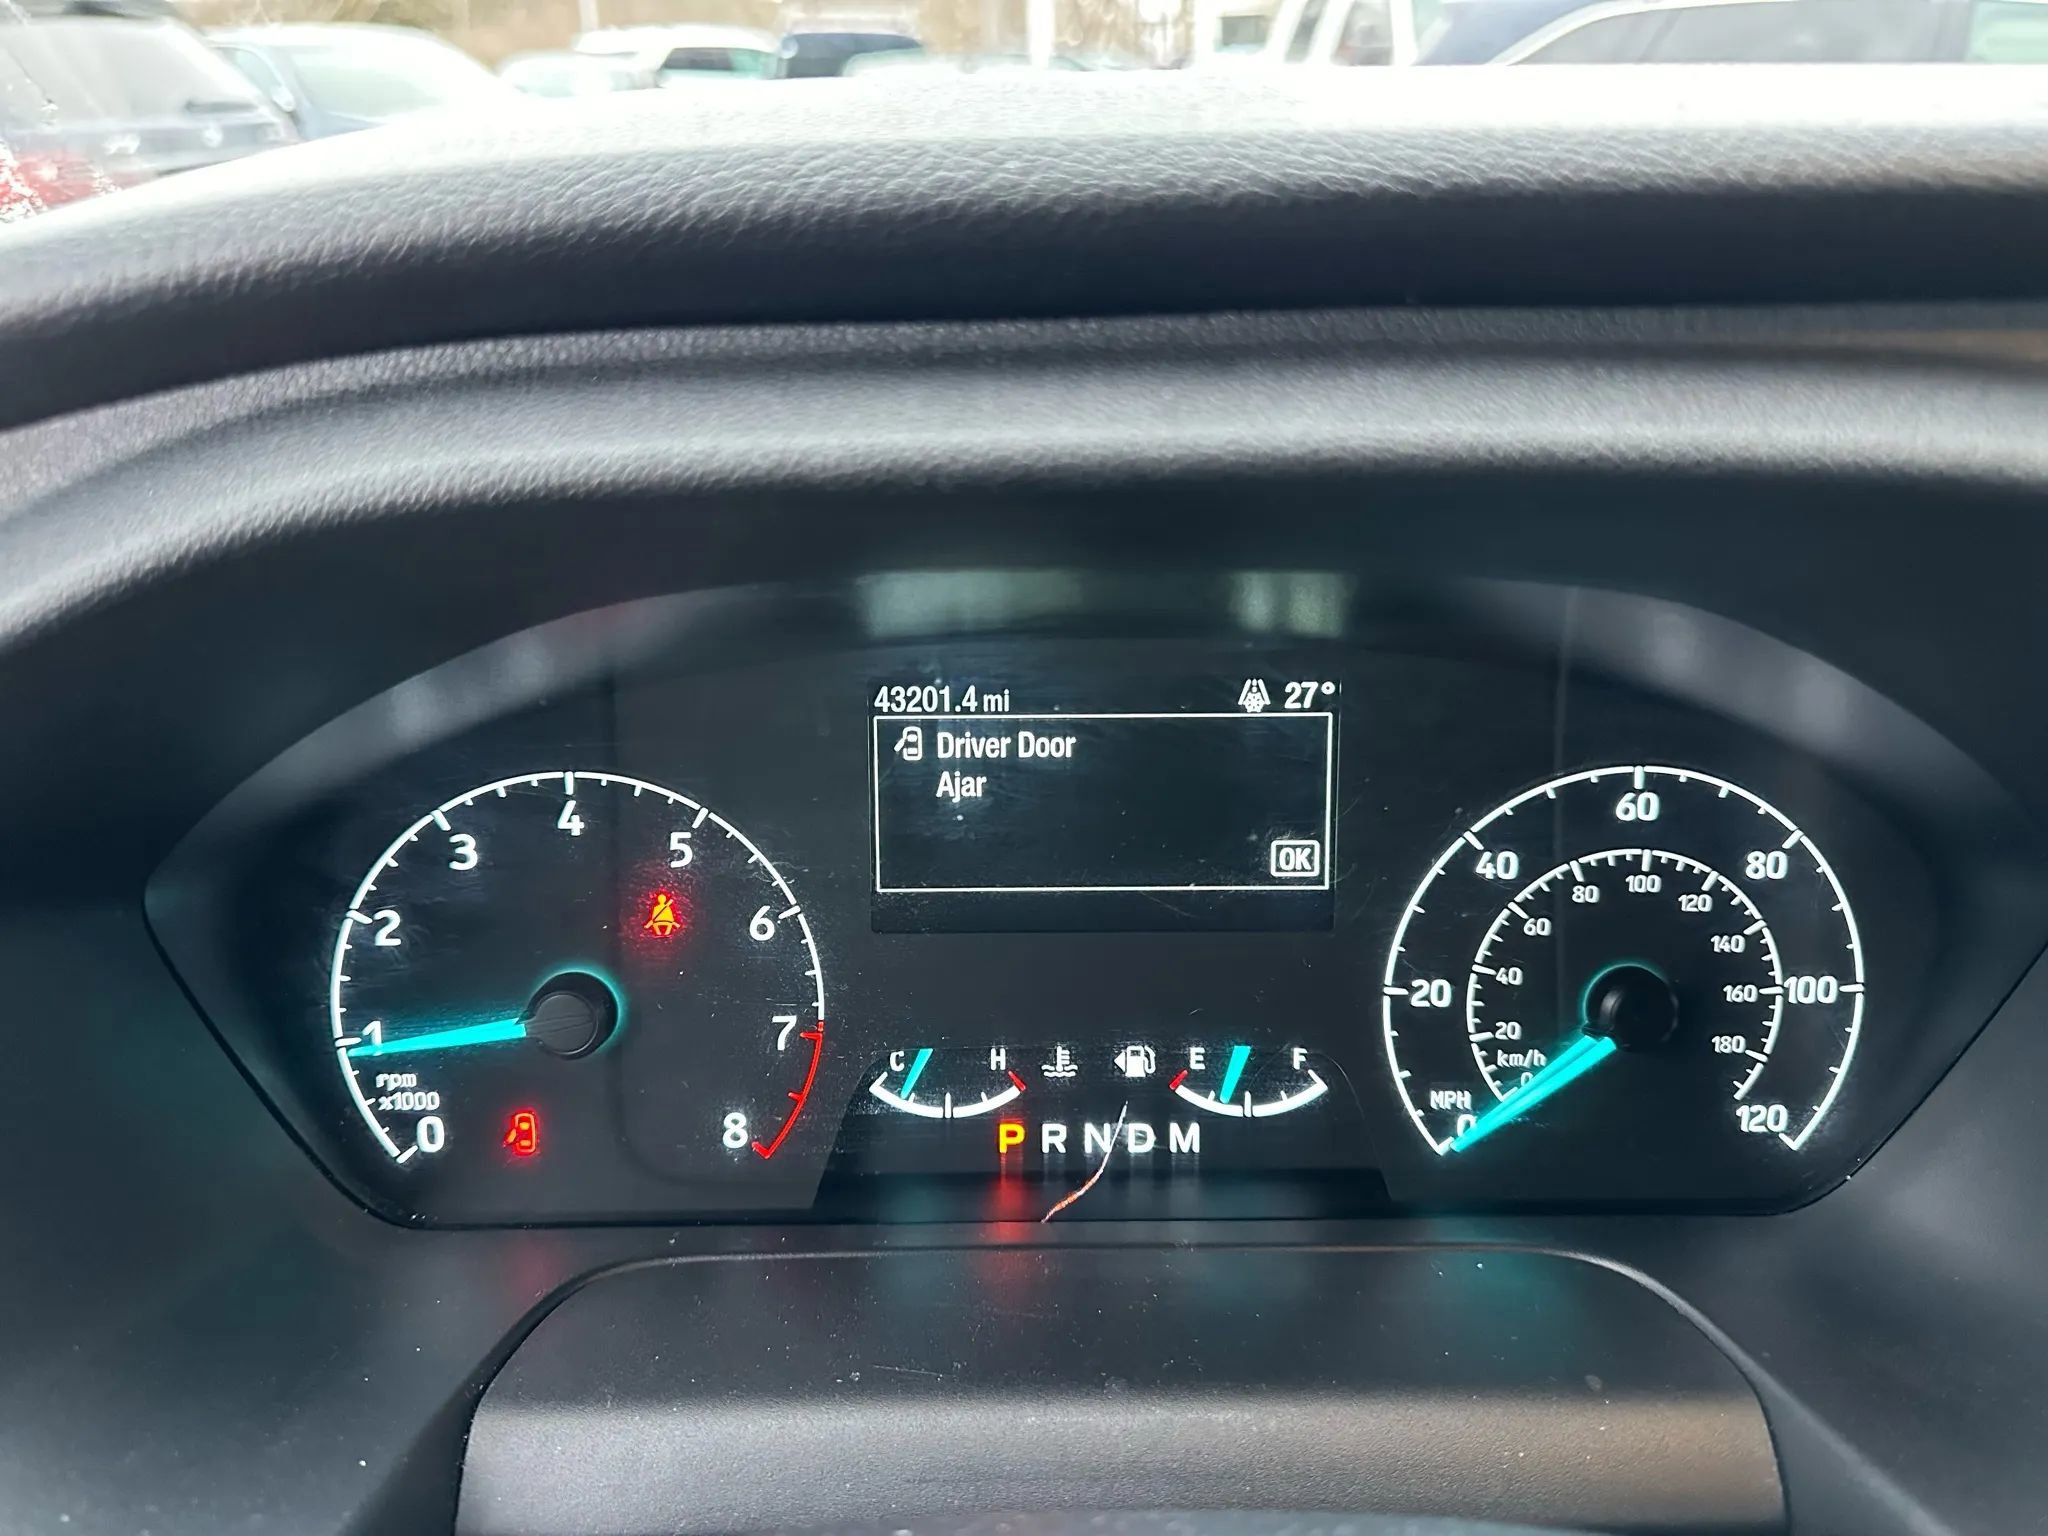 43201.4 mi 27°
Driver Door
Ajar
OK
0 1 2 3 4 5 6 7 8
rpm
x1000
C H E F
P R N D M
0 20 40 60 80 100 120
MPH
0 20 40 60 80 100 120 140 160 180
km/h